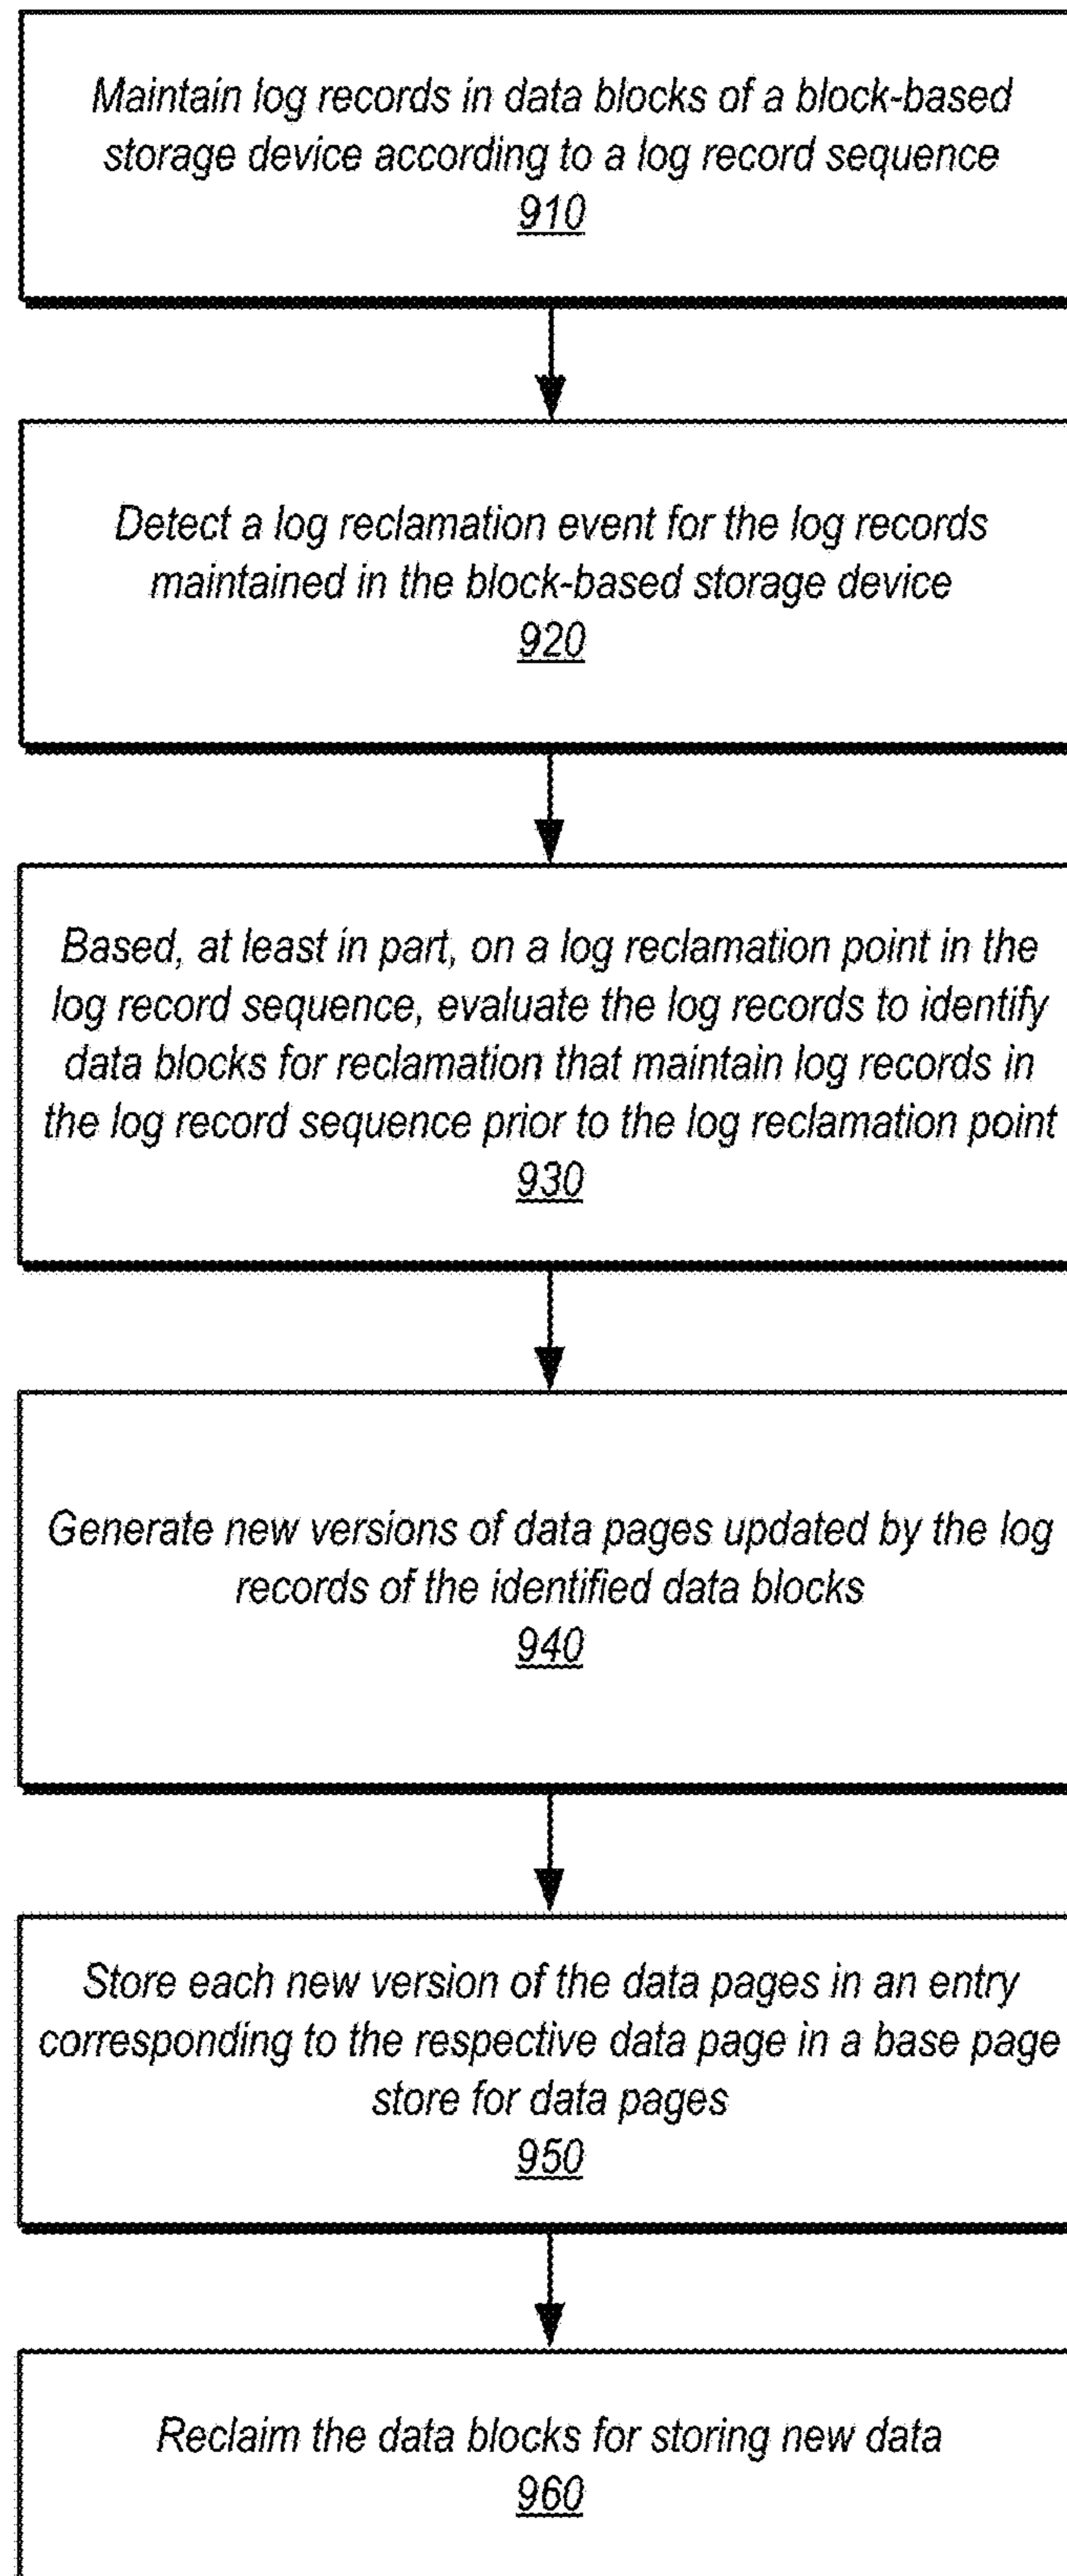 Maintain log records in data blocks of a block-based
storage device according to a log record sequence
910
Detect a log reclamation event for the log records
maintained in the block-based storage device
920
Based, at least in part, on a log reclamation point in the
log record sequence, evaluate the log records to identify
data blocks for reclamation that maintain log records in
the log record sequence prior to the log reclamation point
930
Generate new versions of data pages updated by the log
records of the identified data blocks
940
Store each new version of the data pages in an entry
corresponding to the respective data page in a base page
store for data pages
950
Reclaim the data blocks for storing new data
960